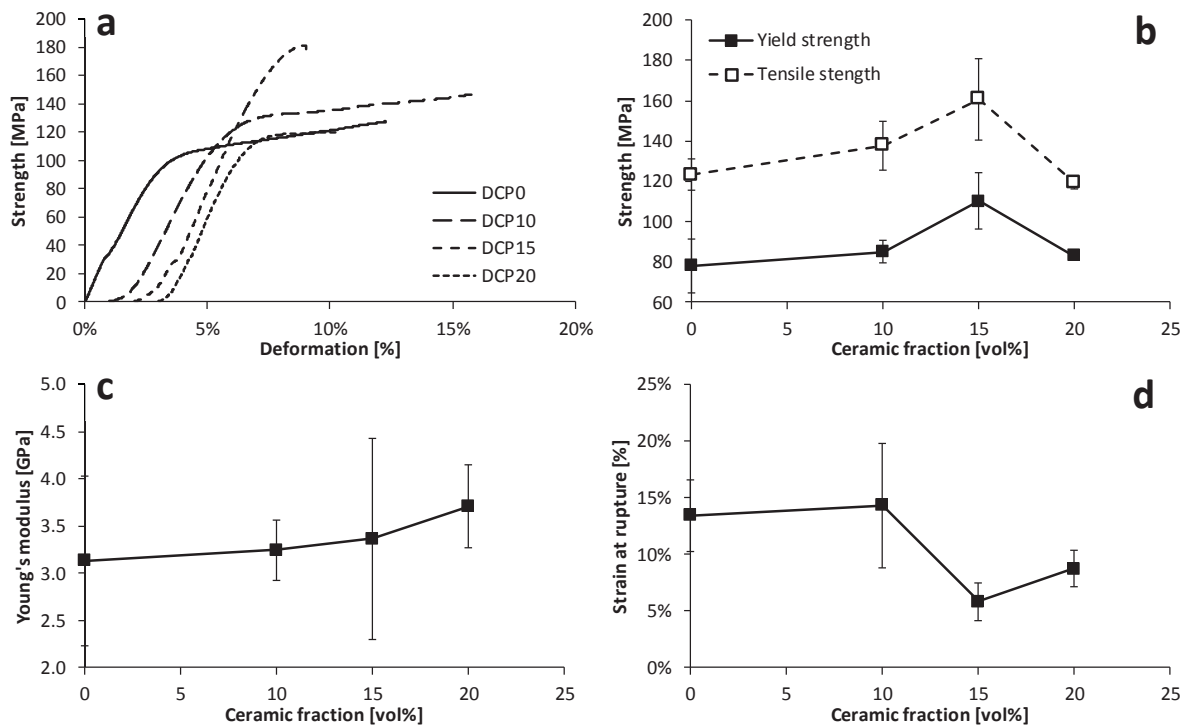 a
200
180
160
140
120
100
80
60
40
20
0
0% 5% 10% 15% 20%
Strength [MPa]
Deformation [%]
DCP0
DCP10
DCP15
DCP20
b
Yield strength
Tensile stength
200
180
160
140
120
100
80
60
0 5 10 15 20 25
Strength [MPa]
Ceramic fraction [vol%]
c
5.0
4.5
4.0
3.5
3.0
2.5
2.0
0 5 10 15 20 25
Young's modulus [GPa]
Ceramic fraction [vol%]
d
25%
20%
15%
10%
5%
0%
0 5 10 15 20 25
Strain at rupture [%]
Ceramic fraction [vol%]